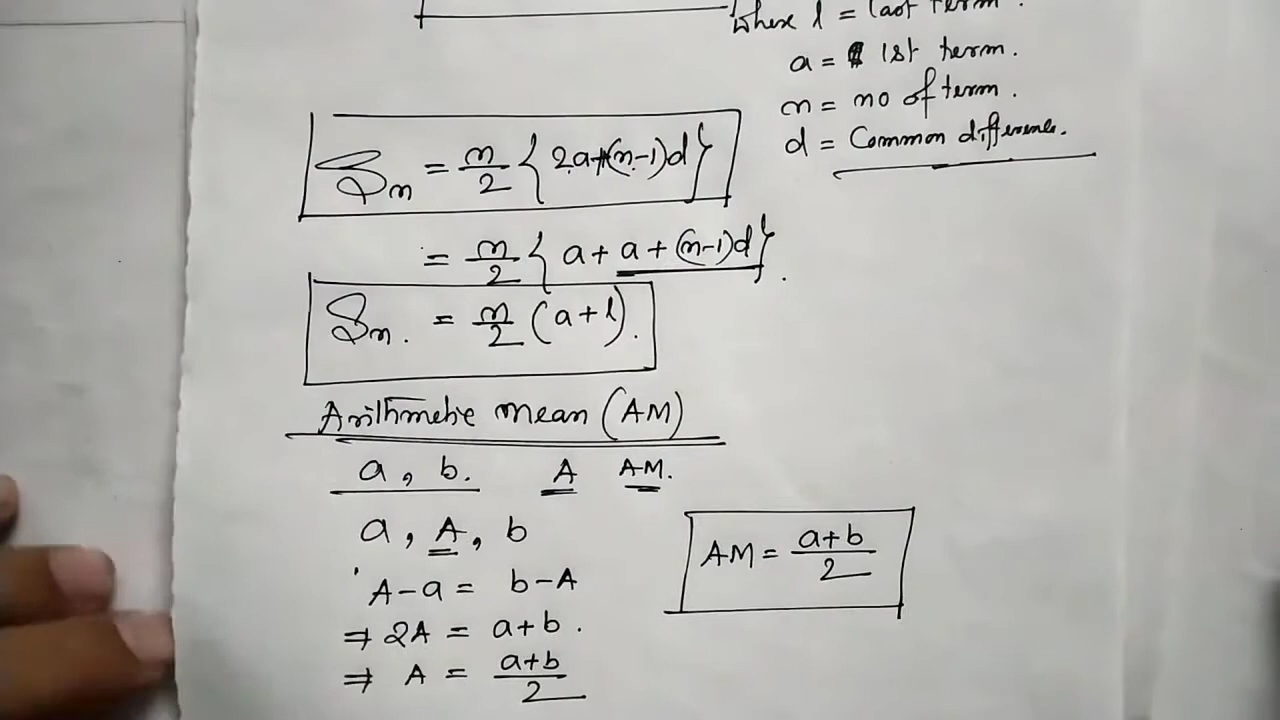 where l = last term.
a = 1st term.
n = no of term.
d = Common difference.
Sn = n/2 {2a+(n-1)d}
= n/2 {a + a + (n-1)d}.
Sn. = n/2 (a+l).
Arithmetic mean (AM)
a, b. A AM.
a, A, b
A-a = b-A
⇒ 2A = a+b.
⇒ A = a+b/2
AM = a+b/2